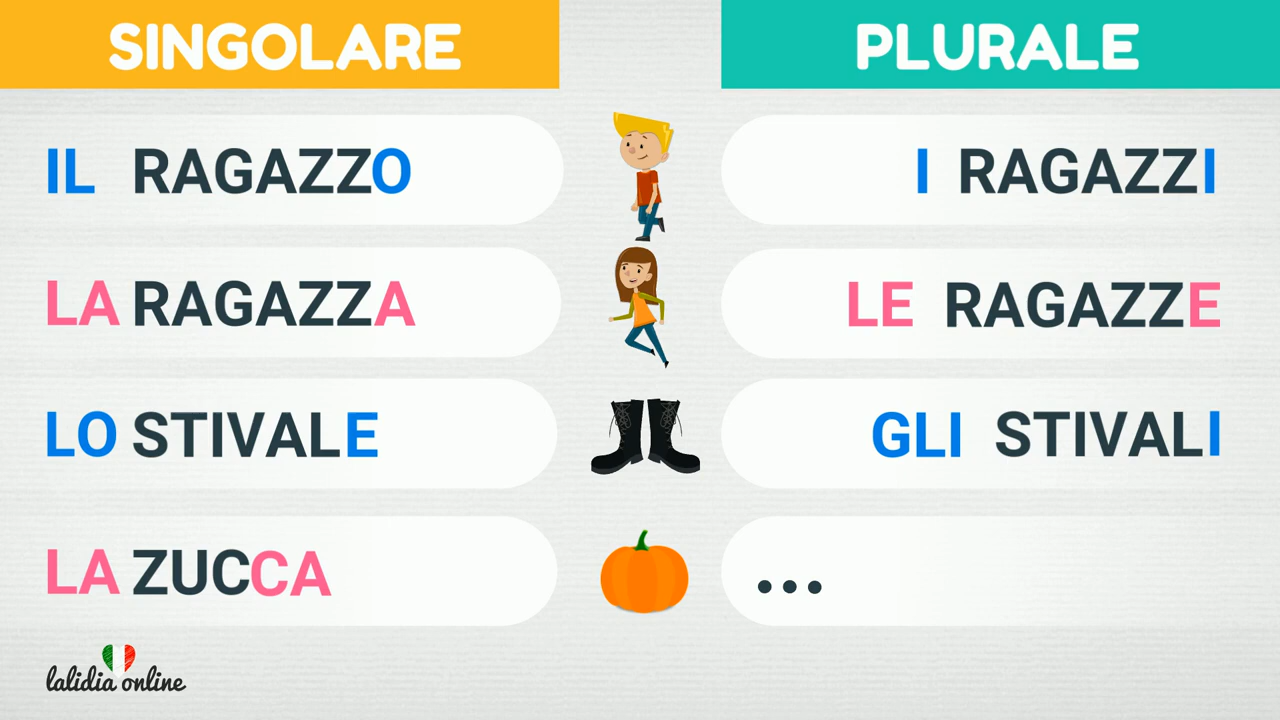 SINGOLARE PLURALE
IL RAGAZZO I RAGAZZI
LA RAGAZZA LE RAGAZZE
LO STIVALE GLI STIVALI
LA ZUCCA ...
lalidia online